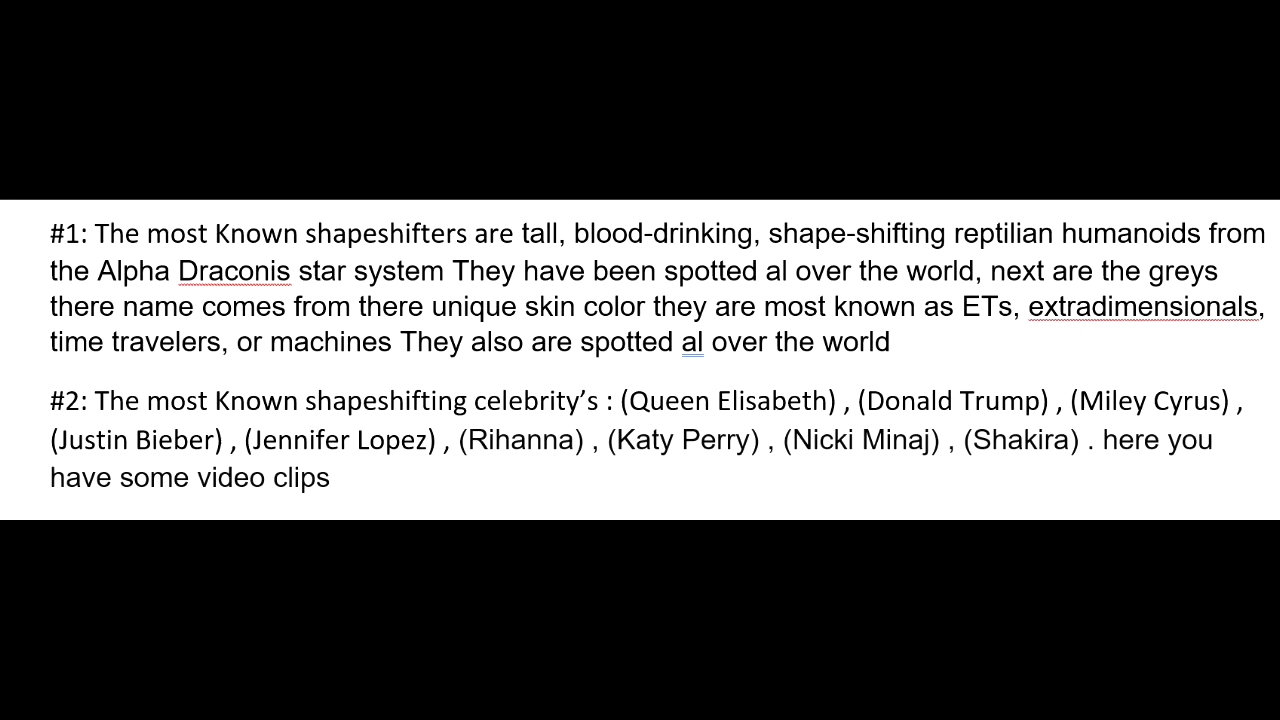 #1: The most Known shapeshifters are tall, blood-drinking, shape-shifting reptilian humanoids from
the Alpha Draconis star system They have been spotted al over the world, next are the greys
there name comes from there unique skin color they are most known as ETs, extradimensionals,
time travelers, or machines They also are spotted al over the world
#2: The most Known shapeshifting celebrity’s : (Queen Elisabeth) , (Donald Trump) , (Miley Cyrus) ,
(Justin Bieber) , (Jennifer Lopez) , (Rihanna) , (Katy Perry) , (Nicki Minaj) , (Shakira) . here you
have some video clips